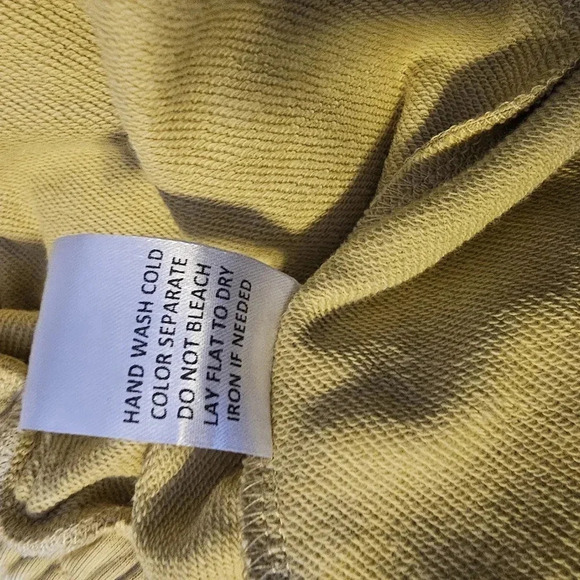 HAND WASH COLD
COLOR SEPARATE
DO NOT BLEACH
LAY FLAT TO DRY
IRON IF NEEDED